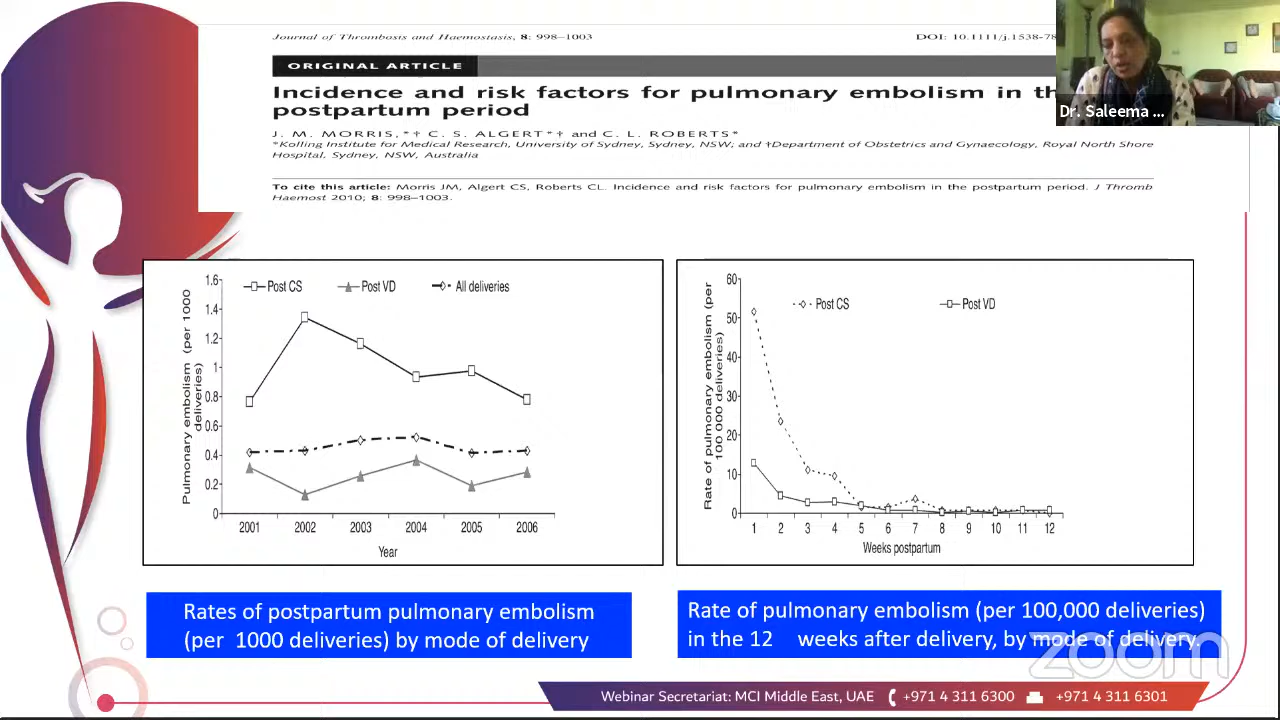 Journal of Thrombosis and Haemostasis, 8: 998–1003
DOI: 10.1111/j.1538-78
ORIGINAL ARTICLE
Incidence and risk factors for pulmonary embolism in th
postpartum period
J. M. MORRIS,*† C. S. ALGERT*† and C. L. ROBERTS*
*Kolling Institute for Medical Research, University of Sydney, Sydney, NSW; and †Department of Obstetrics and Gynaecology, Royal North Shore
Hospital, Sydney, NSW, Australia
To cite this article: Morris JM, Algert CS, Roberts CL. Incidence and risk factors for pulmonary embolism in the postpartum period. J Thromb
Haemost 2010; 8: 998–1003.
Dr. Saleema ...
Pulmonary embolism (per 1000
deliveries)
1.6
1.4
1.2
1
0.8
0.6
0.4
0.2
0
Post CS Post VD All deliveries
2001 2002 2003 2004 2005 2006
Year
Rate of pulmonary embolism (per
100 000 deliveries)
60
50
40
30
20
10
0
Post CS Post VD
1 2 3 4 5 6 7 8 9 10 11 12
Weeks postpartum
Rates of postpartum pulmonary embolism
(per 1000 deliveries) by mode of delivery
Rate of pulmonary embolism (per 100,000 deliveries)
in the 12 weeks after delivery, by mode of delivery.
zoom
Webinar Secretariat: MCI Middle East, UAE +971 4 311 6300 +971 4 311 6301